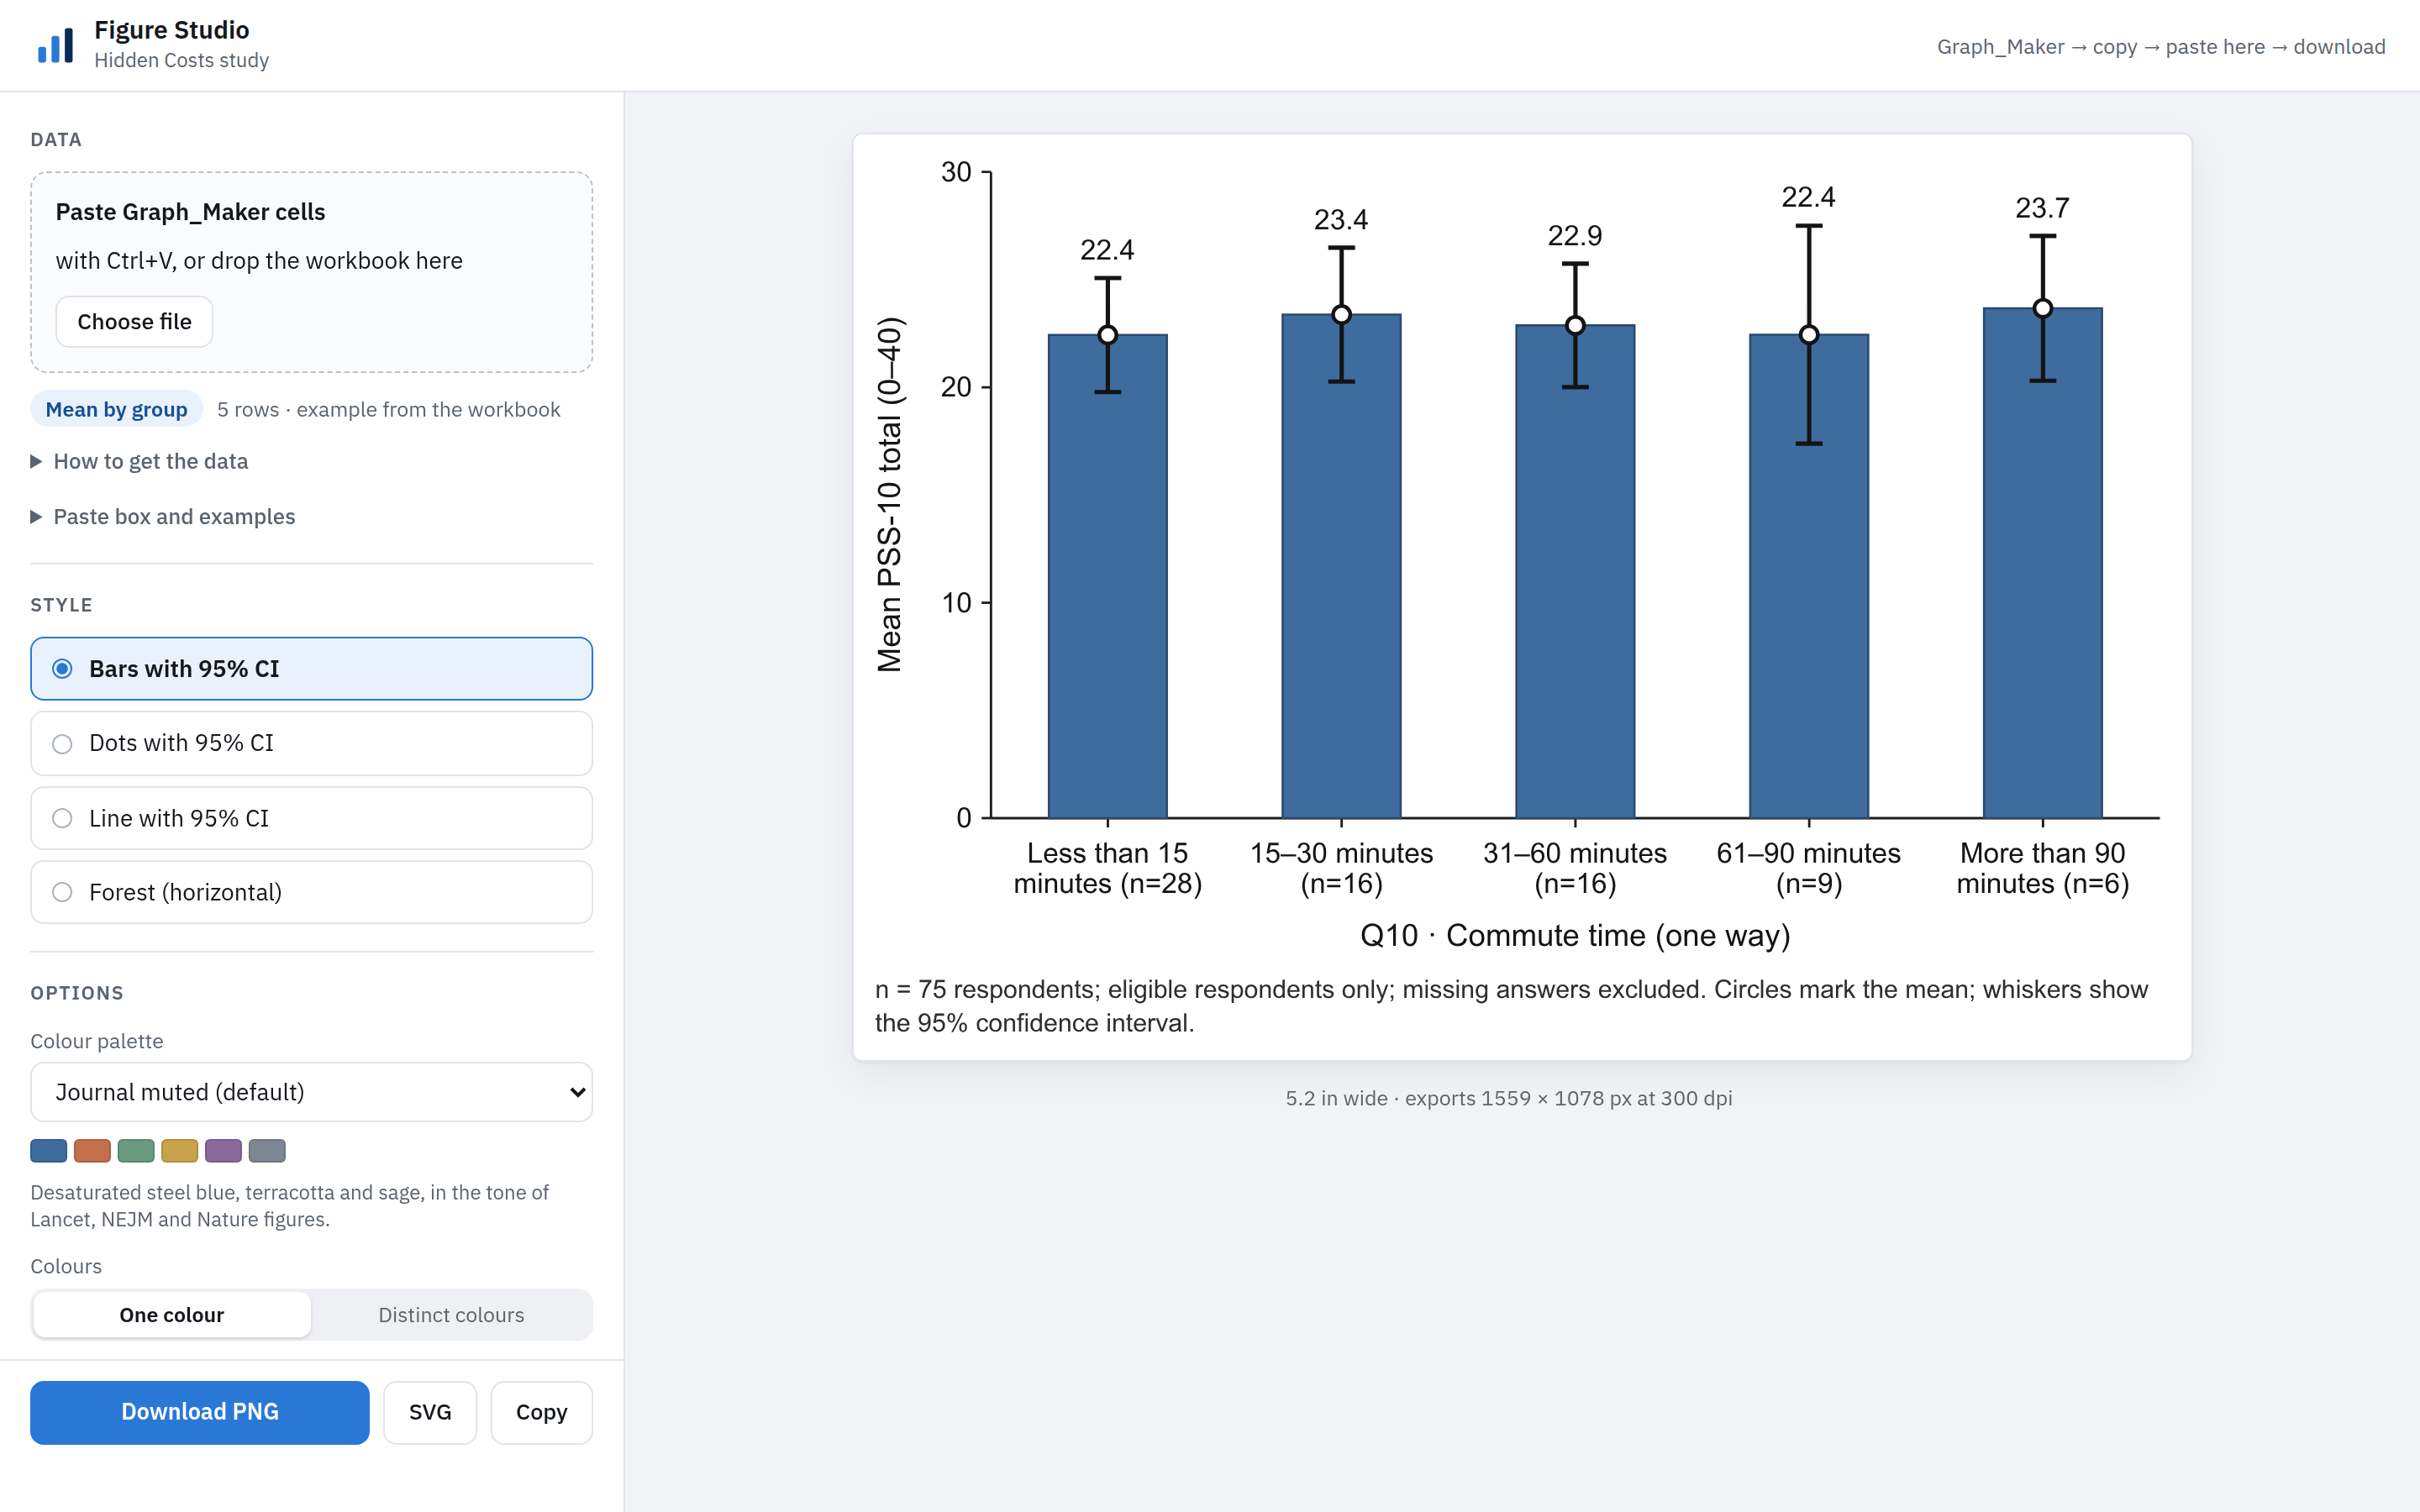 Figure Studio
Hidden Costs study
Graph_Maker → copy → paste here → download
DATA
Paste Graph_Maker cells
with Ctrl+V, or drop the workbook here
Choose file
Mean by group
5 rows · example from the workbook
How to get the data
Paste box and examples
STYLE
Bars with 95% CI
Dots with 95% CI
Line with 95% CI
Forest (horizontal)
OPTIONS
Colour palette
Journal muted (default)
Desaturated steel blue, terracotta and sage, in the tone of
Lancet, NEJM and Nature figures.
Colours
One colour
Distinct colours
Download PNG
SVG
Copy
Mean PSS-10 total (0–40)
30
20
10
0
22.4
23.4
22.9
22.4
23.7
Less than 15
minutes (n=28)
15–30 minutes
(n=16)
31–60 minutes
(n=16)
61–90 minutes
(n=9)
More than 90
minutes (n=6)
Q10 · Commute time (one way)
n = 75 respondents; eligible respondents only; missing answers excluded. Circles mark the mean; whiskers show
the 95% confidence interval.
5.2 in wide · exports 1559 × 1078 px at 300 dpi